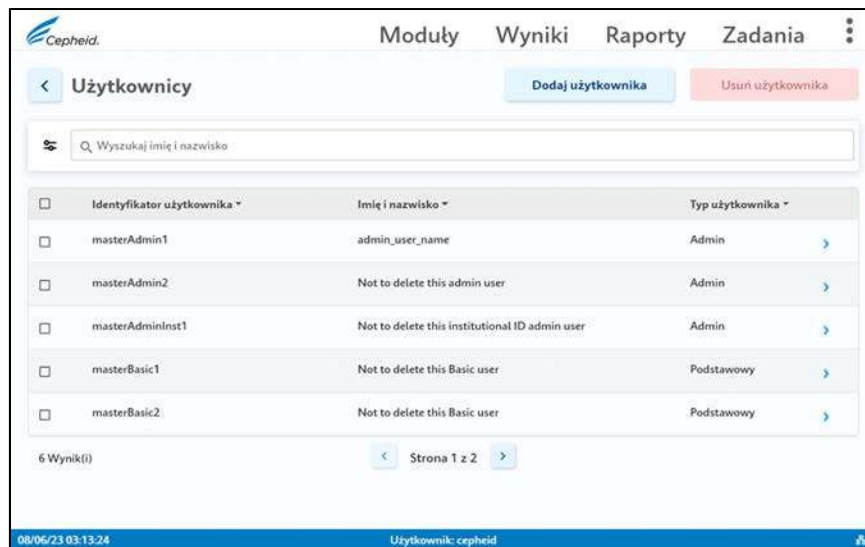 Cepheid.
Moduły Wyniki Raporty Zadania
Użytkownicy
Dodaj użytkownika
Usuń użytkownika
Wyszukaj imię i nazwisko
Identyfikator użytkownika Imię i nazwisko Typ użytkownika
masterAdmin1 admin_user_name Admin
masterAdmin2 Not to delete this admin user Admin
masterAdminInst1 Not to delete this institutional ID admin user Admin
masterBasic1 Not to delete this Basic user Podstawowy
masterBasic2 Not to delete this Basic user Podstawowy
6 Wynik(i) Strona 1 z 2
08/06/23 03:13:24 Użytkownik: cepheid